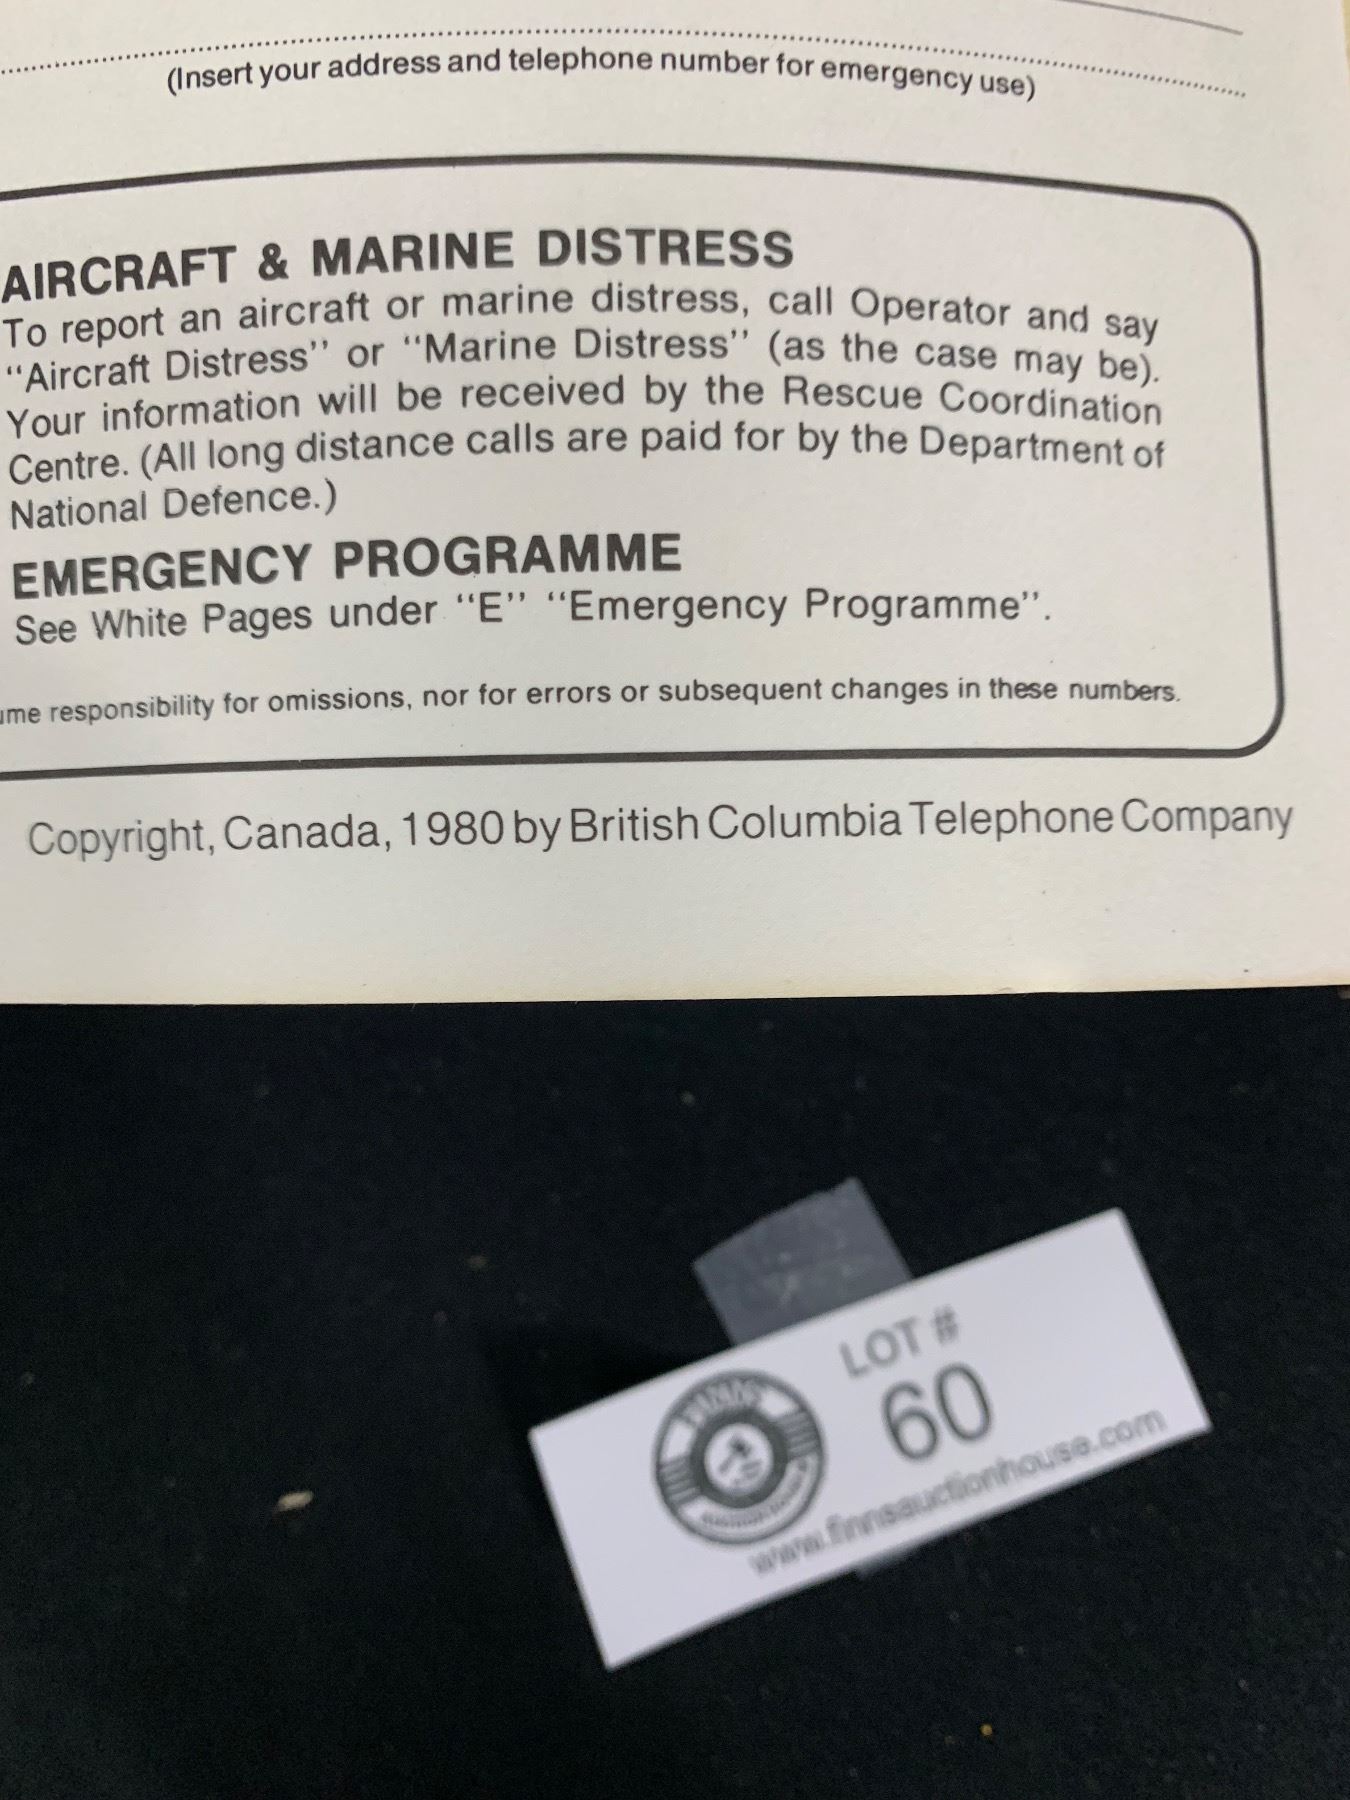 (Insert your address and telephone number for emergency use)
AIRCRAFT & MARINE DISTRESS
To report an aircraft or marine distress, call Operator and say
"Aircraft Distress" or "Marine Distress" (as the case may be).
Your information will be received by the Rescue Coordination
Centre. (All long distance calls are paid for by the Department of
National Defence.)
EMERGENCY PROGRAMME
See White Pages under "E" "Emergency Programme".
responsibility for omissions, nor for errors or subsequent changes in these numbers.
Copyright, Canada, 1980 by British Columbia Telephone Company
LOT #
60
FINNS
www.finnsauctionhouse.com